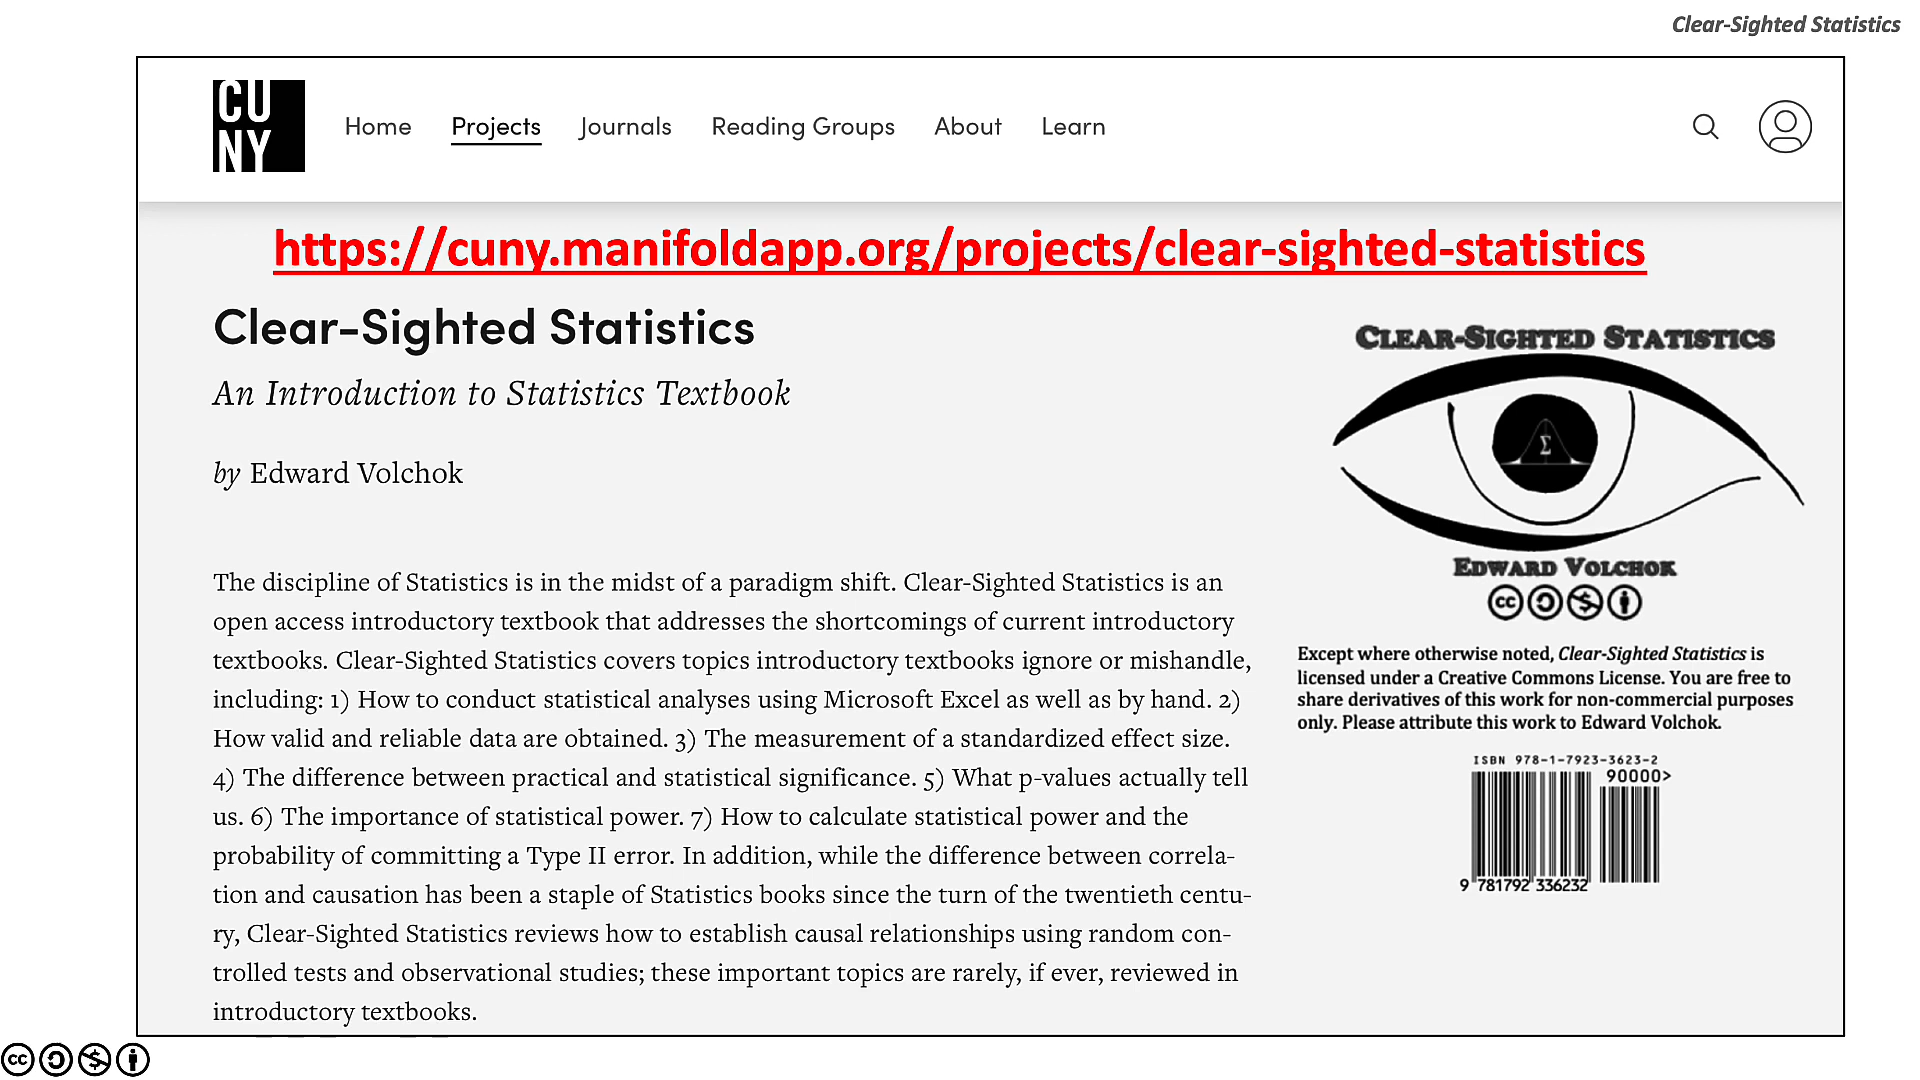 Clear-Sighted Statistics
CU
NY
Home Projects Journals Reading Groups About Learn
https://cuny.manifoldapp.org/projects/clear-sighted-statistics
Clear-Sighted Statistics
An Introduction to Statistics Textbook
by Edward Volchok
The discipline of Statistics is in the midst of a paradigm shift. Clear-Sighted Statistics is an
open access introductory textbook that addresses the shortcomings of current introductory
textbooks. Clear-Sighted Statistics covers topics introductory textbooks ignore or mishandle,
including: 1) How to conduct statistical analyses using Microsoft Excel as well as by hand. 2)
How valid and reliable data are obtained. 3) The measurement of a standardized effect size.
4) The difference between practical and statistical significance. 5) What p-values actually tell
us. 6) The importance of statistical power. 7) How to calculate statistical power and the
probability of committing a Type II error. In addition, while the difference between correla-
tion and causation has been a staple of Statistics books since the turn of the twentieth centu-
ry, Clear-Sighted Statistics reviews how to establish causal relationships using random con-
trolled tests and observational studies; these important topics are rarely, if ever, reviewed in
introductory textbooks.
CLEAR-SIGHTED STATISTICS
Σ
EDWARD VOLCHOK
cc
Except where otherwise noted, Clear-Sighted Statistics is
licensed under a Creative Commons License. You are free to
share derivatives of this work for non-commercial purposes
only. Please attribute this work to Edward Volchok.
ISBN 978-1-7923-3623-2
90000>
9 781792 336232
cc